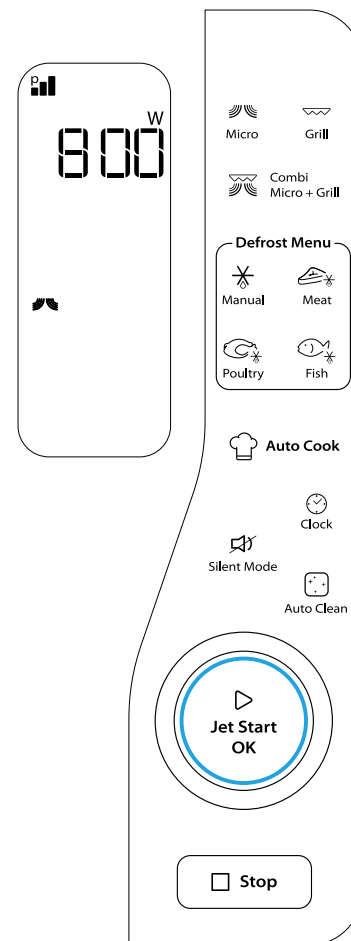 P
W
800
Micro
Grill
Combi
Micro + Grill
Defrost Menu
Manual
Meat
Poultry
Fish
Auto Cook
Clock
Silent Mode
Auto Clean
Jet Start
OK
Stop